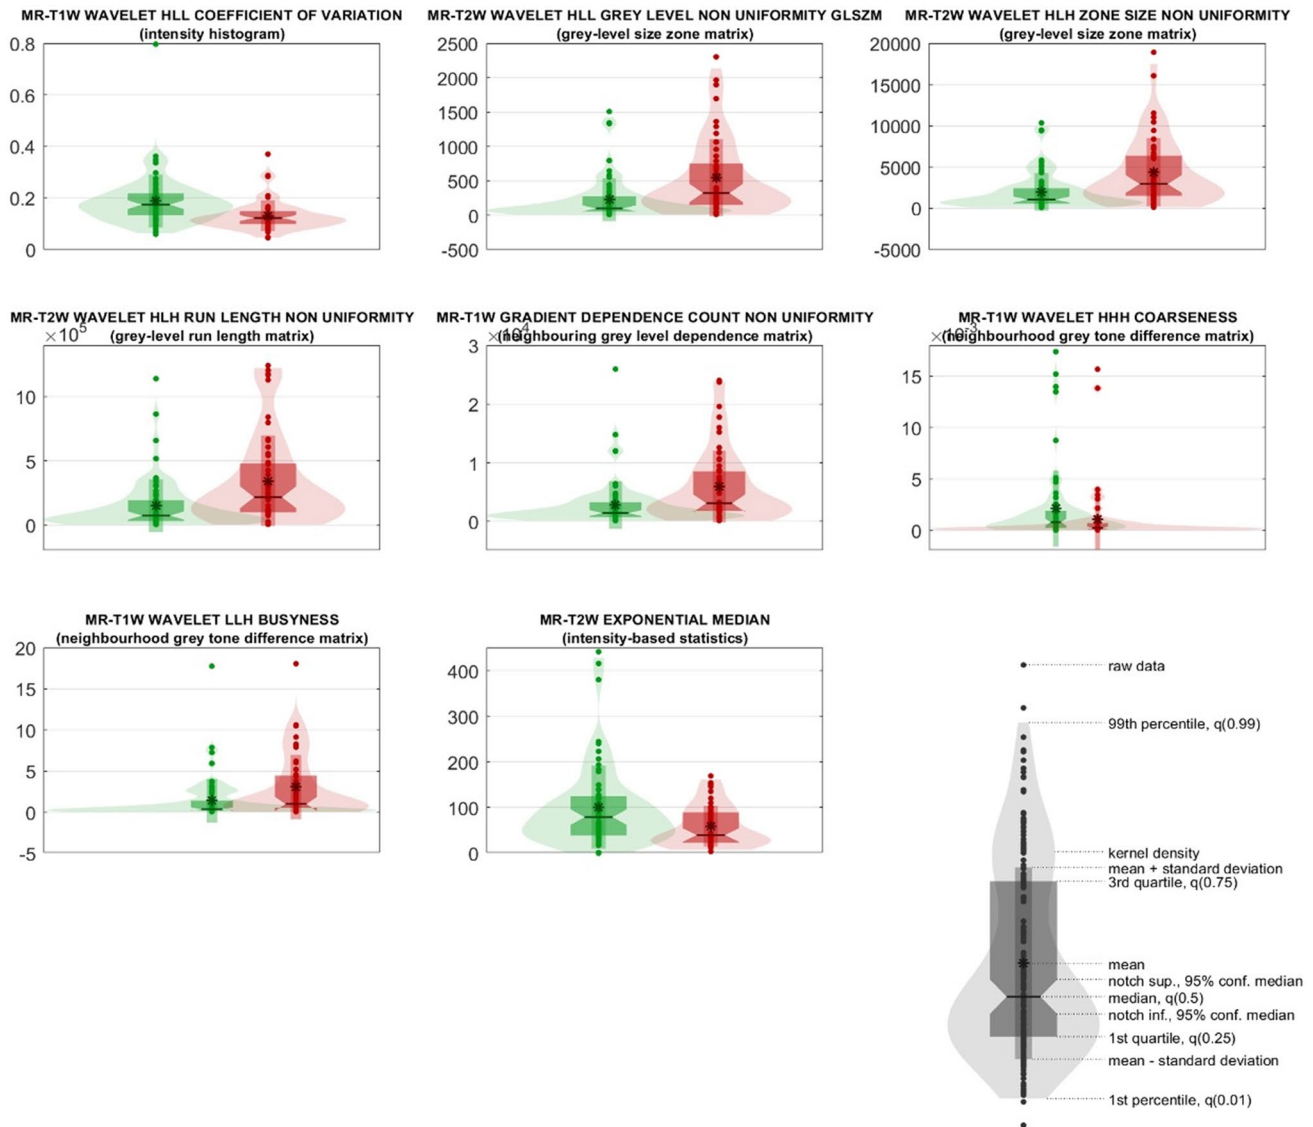 MR-T1W WAVELET HLL COEFFICIENT OF VARIATION
(intensity histogram)
0.8
0.6
0.4
0.2
0
MR-T2W WAVELET HLL GREY LEVEL NON UNIFORMITY GLSZM
(grey-level size zone matrix)
2500
2000
1500
1000
500
0
-500
MR-T2W WAVELET HLH ZONE SIZE NON UNIFORMITY
(grey-level size zone matrix)
20000
15000
10000
5000
0
-5000
MR-T2W WAVELET HLH RUN LENGTH NON UNIFORMITY
(grey-level run length matrix)
×10⁵
10
5
0
MR-T1W GRADIENT DEPENDENCE COUNT NON UNIFORMITY
(neighbouring grey level dependence matrix)
×10⁴
3
2
1
0
MR-T1W WAVELET HHH COARSENESS
(neighbourhood grey tone difference matrix)
×10⁻³
15
10
5
0
MR-T1W WAVELET LLH BUSYNESS
(neighbourhood grey tone difference matrix)
20
15
10
5
0
-5
MR-T2W EXPONENTIAL MEDIAN
(intensity-based statistics)
400
300
200
100
0
raw data
99th percentile, q(0.99)
kernel density
mean + standard deviation
3rd quartile, q(0.75)
mean
notch sup., 95% conf. median
median, q(0.5)
notch inf., 95% conf. median
1st quartile, q(0.25)
mean - standard deviation
1st percentile, q(0.01)